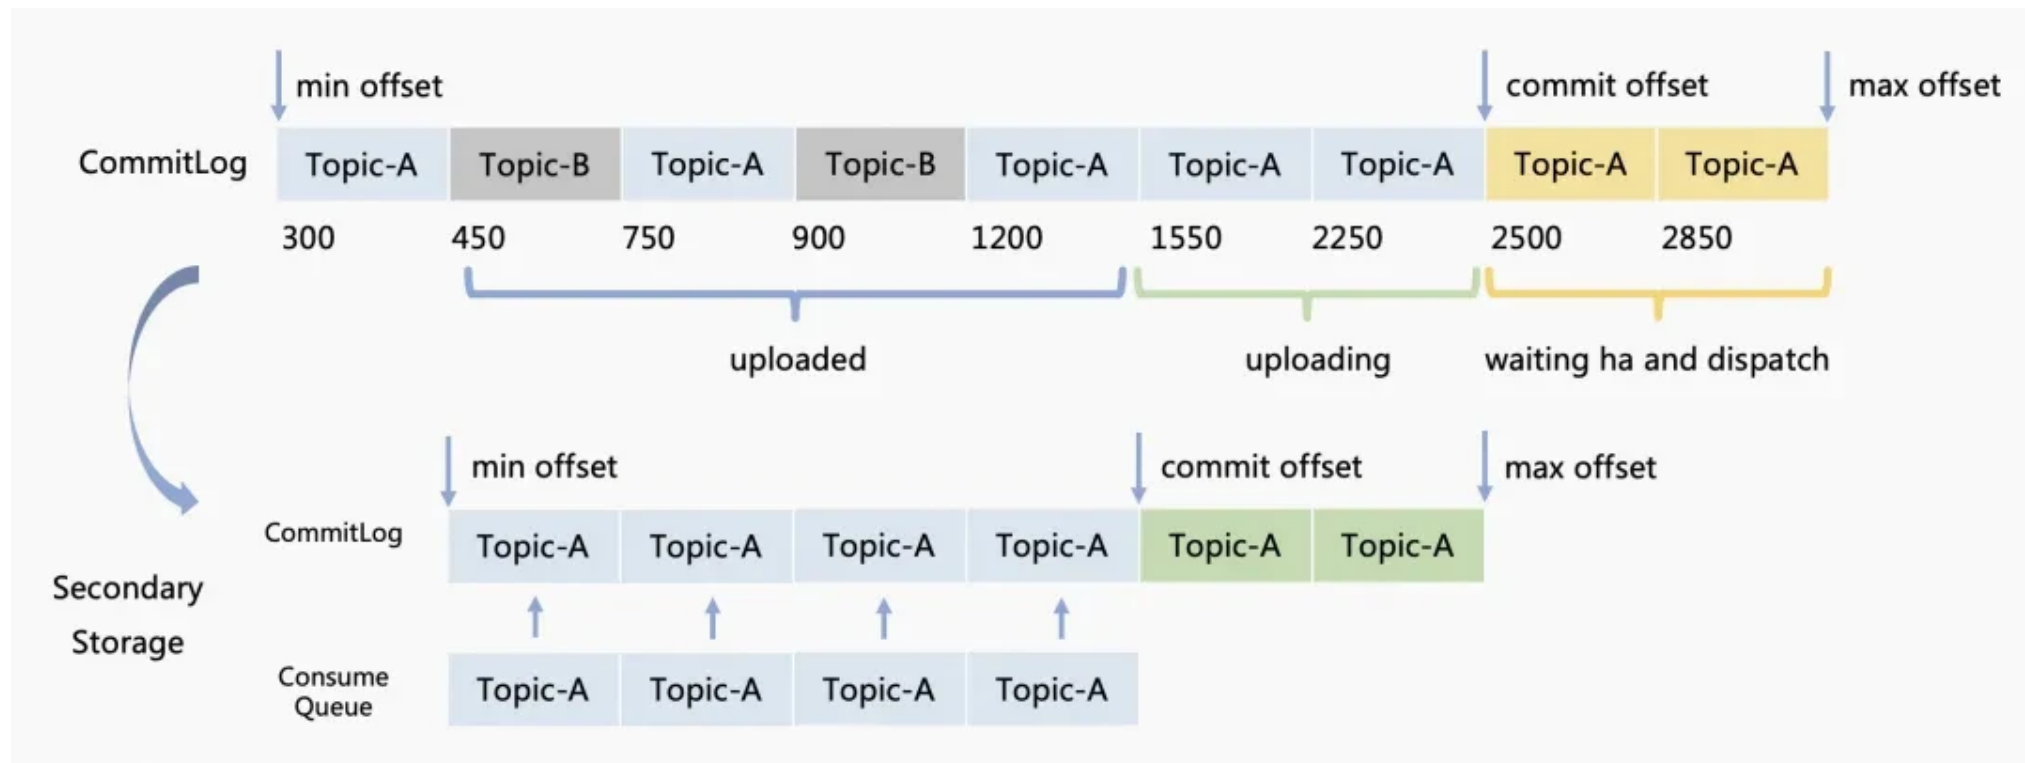 min offset
commit offset
max offset
CommitLog
Topic-A
Topic-B
Topic-A
Topic-B
Topic-A
Topic-A
Topic-A
Topic-A
Topic-A
300
450
750
900
1200
1550
2250
2500
2850
uploaded
uploading
waiting ha and dispatch
min offset
commit offset
max offset
CommitLog
Topic-A
Topic-A
Topic-A
Topic-A
Topic-A
Topic-A
Secondary
Storage
Consume
Queue
Topic-A
Topic-A
Topic-A
Topic-A